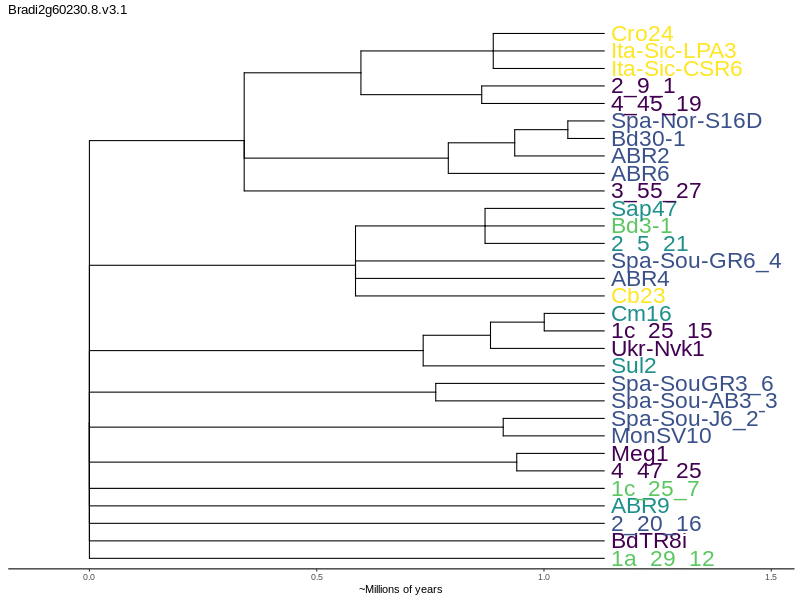 Bradi2g60230.8.v3.1
Cro24
Ita-Sic-LPA3
Ita-Sic-CSR6
2_9_1
4_45_19
Spa-Nor-S16D
Bd30-1
ABR2
ABR6
3_55_27
Sap47
Bd3-1
2_5_21
Spa-Sou-GR6_4
ABR4
Cb23
Cm16
1c_25_15
Ukr-Nvk1
Sul2
Spa-SouGR3_6
Spa-Sou-AB3_3
Spa-Sou-J6_2
MonSV10
Meg1
4_47_25
1c_25_7
ABR9
2_20_16
BdTR8i
1a_29_12
0.0 0.5 1.0 1.5
~Millions of years